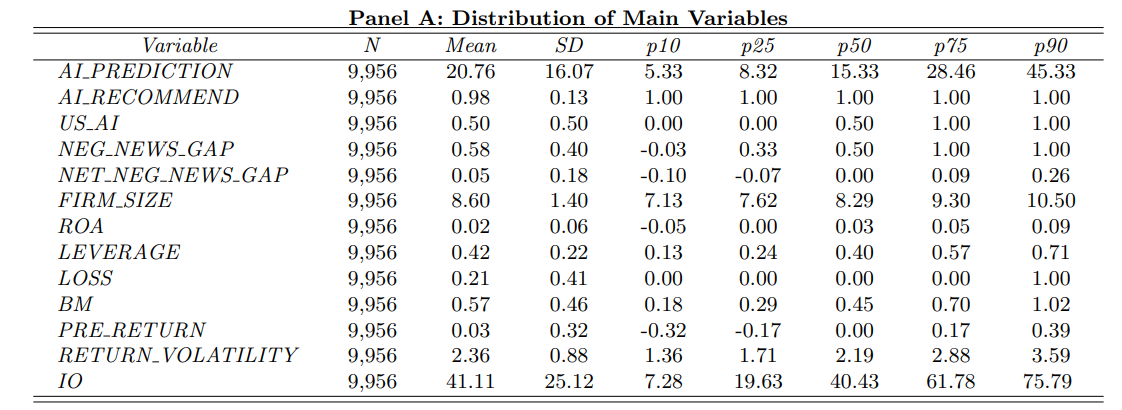 Panel A: Distribution of Main Variables
Variable N Mean SD p10 p25 p50 p75 p90
AI_PREDICTION 9,956 20.76 16.07 5.33 8.32 15.33 28.46 45.33
AI_RECOMMEND 9,956 0.98 0.13 1.00 1.00 1.00 1.00 1.00
US_AI 9,956 0.50 0.50 0.00 0.00 0.50 1.00 1.00
NEG_NEWS_GAP 9,956 0.58 0.40 -0.03 0.33 0.50 1.00 1.00
NET_NEG_NEWS_GAP 9,956 0.05 0.18 -0.10 -0.07 0.00 0.09 0.26
FIRM_SIZE 9,956 8.60 1.40 7.13 7.62 8.29 9.30 10.50
ROA 9,956 0.02 0.06 -0.05 0.00 0.03 0.05 0.09
LEVERAGE 9,956 0.42 0.22 0.13 0.24 0.40 0.57 0.71
LOSS 9,956 0.21 0.41 0.00 0.00 0.00 0.00 1.00
BM 9,956 0.57 0.46 0.18 0.29 0.45 0.70 1.02
PRE_RETURN 9,956 0.03 0.32 -0.32 -0.17 0.00 0.17 0.39
RETURN_VOLATILITY 9,956 2.36 0.88 1.36 1.71 2.19 2.88 3.59
IO 9,956 41.11 25.12 7.28 19.63 40.43 61.78 75.79